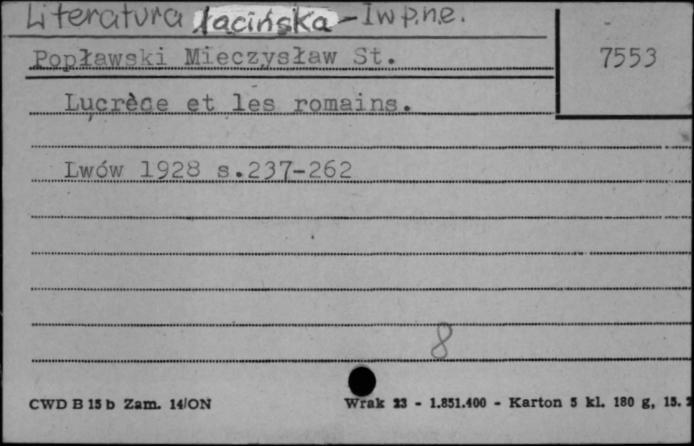 Literatura łacińska - I w p.n.e.
Popławski Mieczysław St.
7553
Lucrèce et les romains.
Lwów 1928 s.237-262
8
CWD B 15 b Zam. 14/ON
Wrak 23 - 1.851.400 - Karton 5 kl. 180 g, 15.